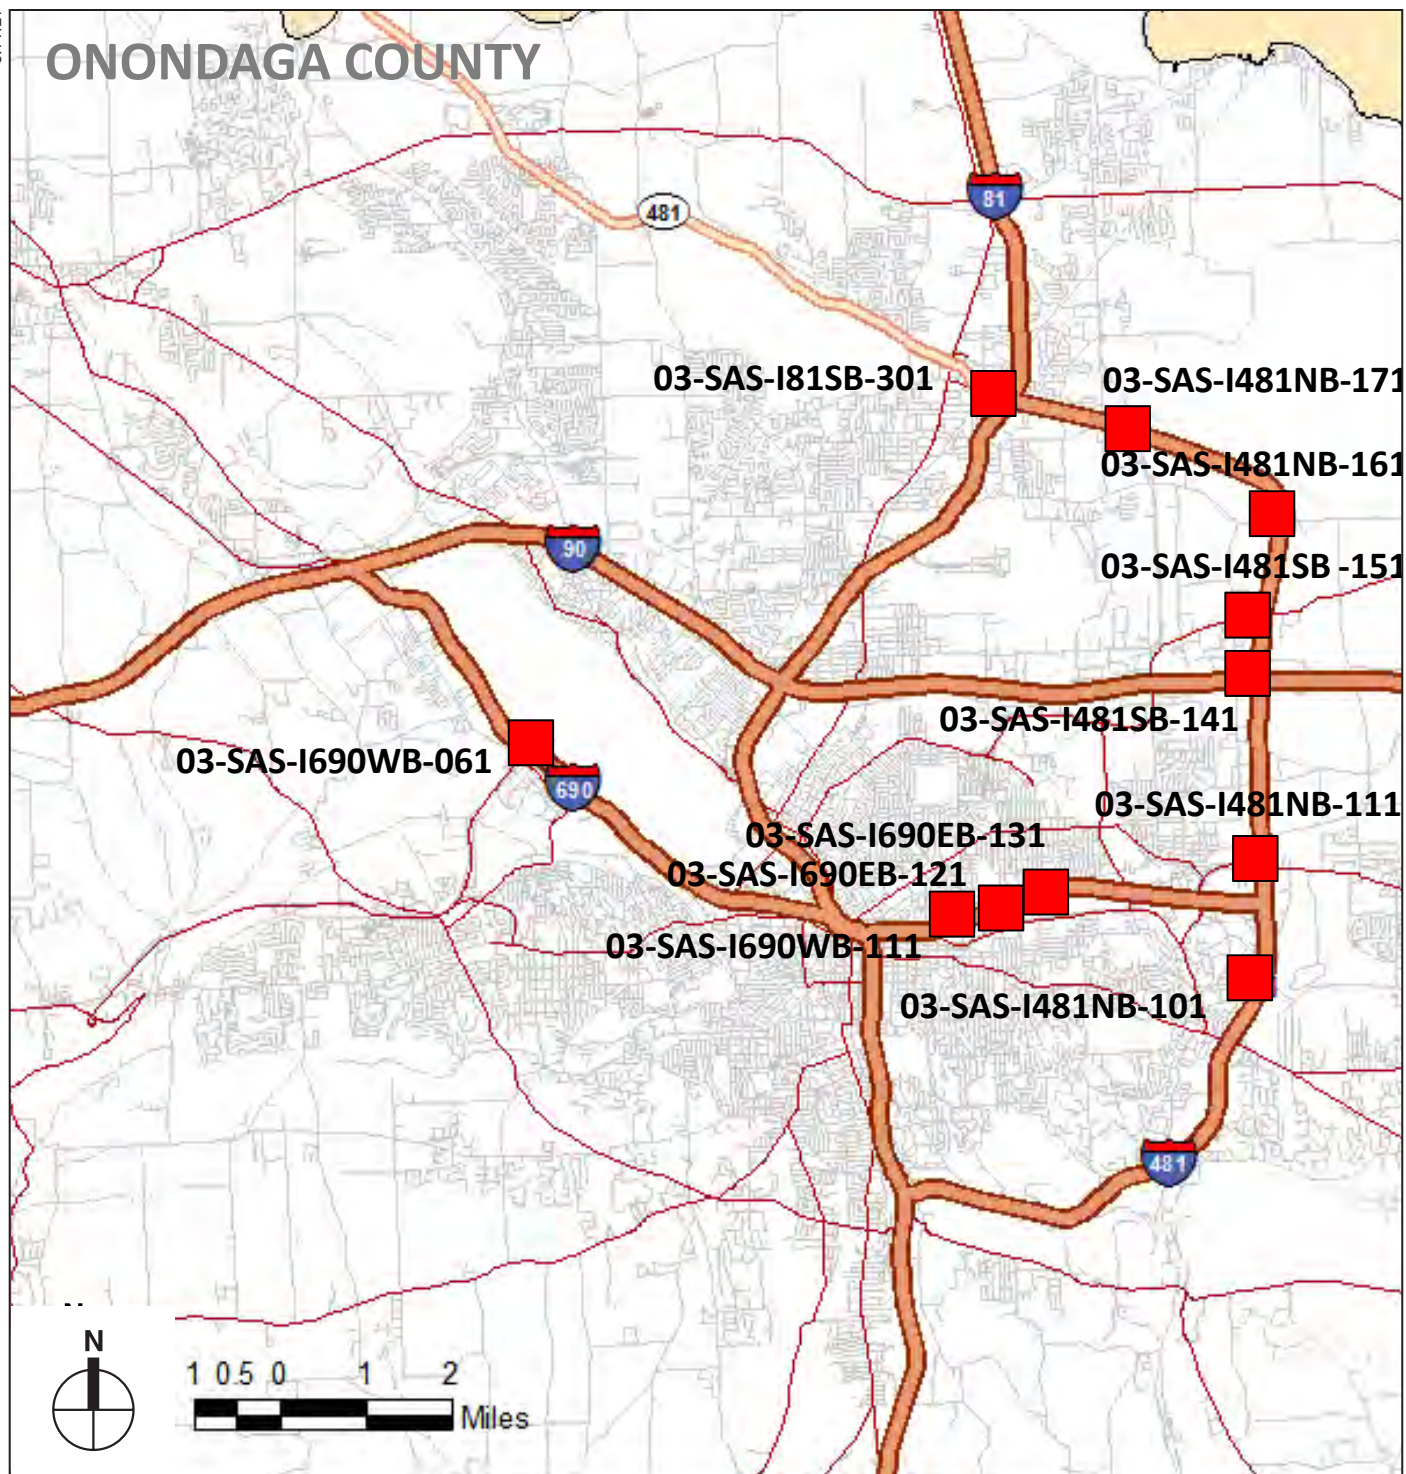 ONONDAGA COUNTY
81
481
03-SAS-I81SB-301
03-SAS-I481NB-171
03-SAS-I481NB-161
90
03-SAS-I481SB -151
03-SAS-I481SB-141
03-SAS-I690WB-061
690
03-SAS-I481NB-111
03-SAS-I690EB-131
03-SAS-I690EB-121
03-SAS-I690WB-111
03-SAS-I481NB-101
481
N
1 0.5 0 1 2
Miles